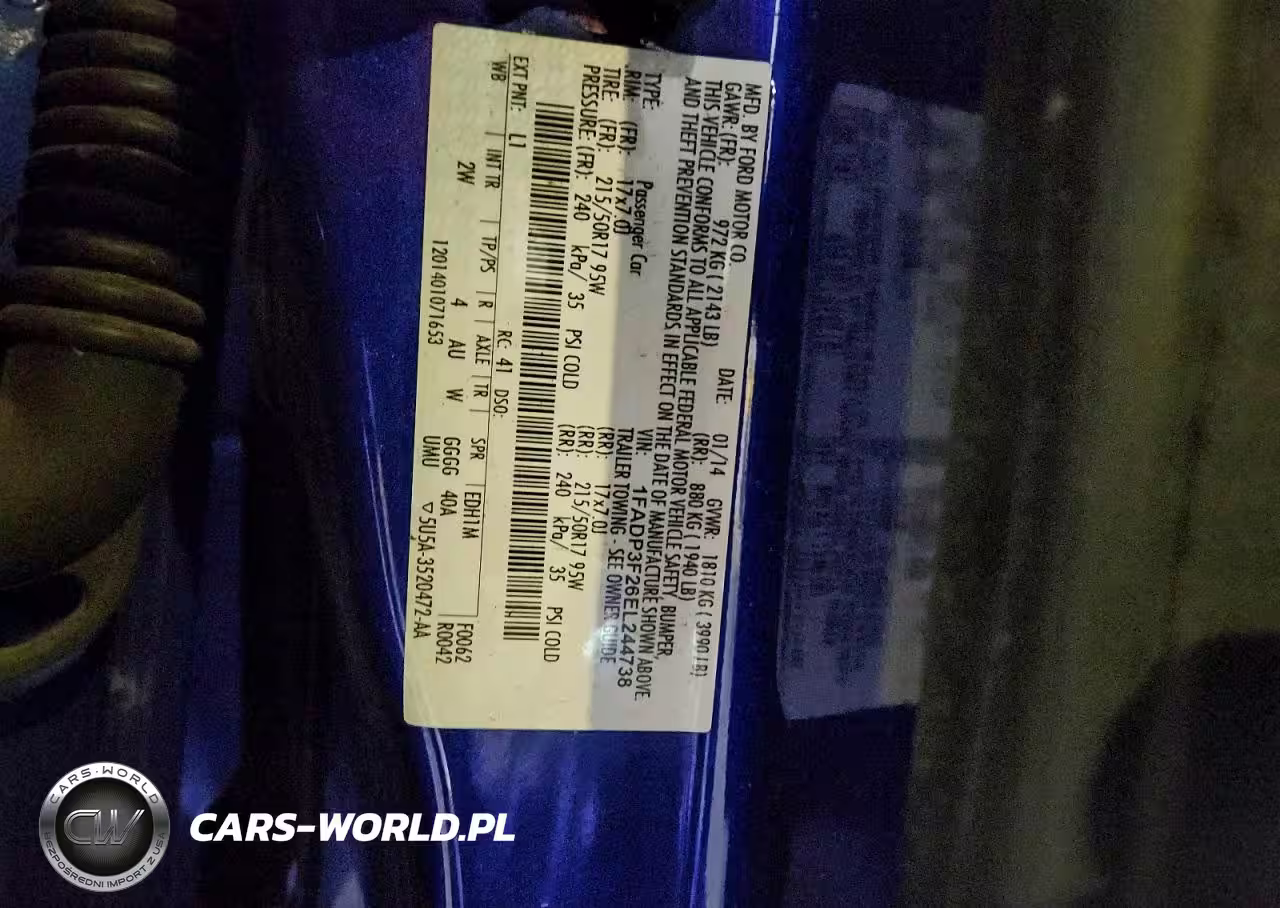 MFD. BY FORD MOTOR CO.
DATE: 01/14 GVWR: 1810 KG ( 3990 LB)
GAWR: (FR): 972 KG ( 2143 LB) (RR): 880 KG ( 1940 LB)
THIS VEHICLE CONFORMS TO ALL APPLICABLE FEDERAL MOTOR VEHICLE SAFETY, BUMPER,
AND THEFT PREVENTION STANDARDS IN EFFECT ON THE DATE OF MANUFACTURE SHOWN ABOVE.
VIN: 1FADP3F26EL244738
TYPE: Passenger Car TRAILER TOWING - SEE OWNER GUIDE
RIM: (FR): 17x7.0J (RR): 17x7.0J
TIRE: (FR): 215/50R17 95W (RR): 215/50R17 95W
PRESSURE (FR): 240 kPa/ 35 PSI COLD (RR): 240 kPa/ 35 PSI COLD
EXT PNT: L1 RC: 41 DSO:
WB INT TR TP/PS R AXLE TR SPR EDH1M F0062
2W 4 AU W GGGG 40A R0042
1201401071653 UMU ▽5U5A-3520472-AA
CARS-WORLD
CW
BEZPOŚREDNI IMPORT Z USA
CARS-WORLD.PL